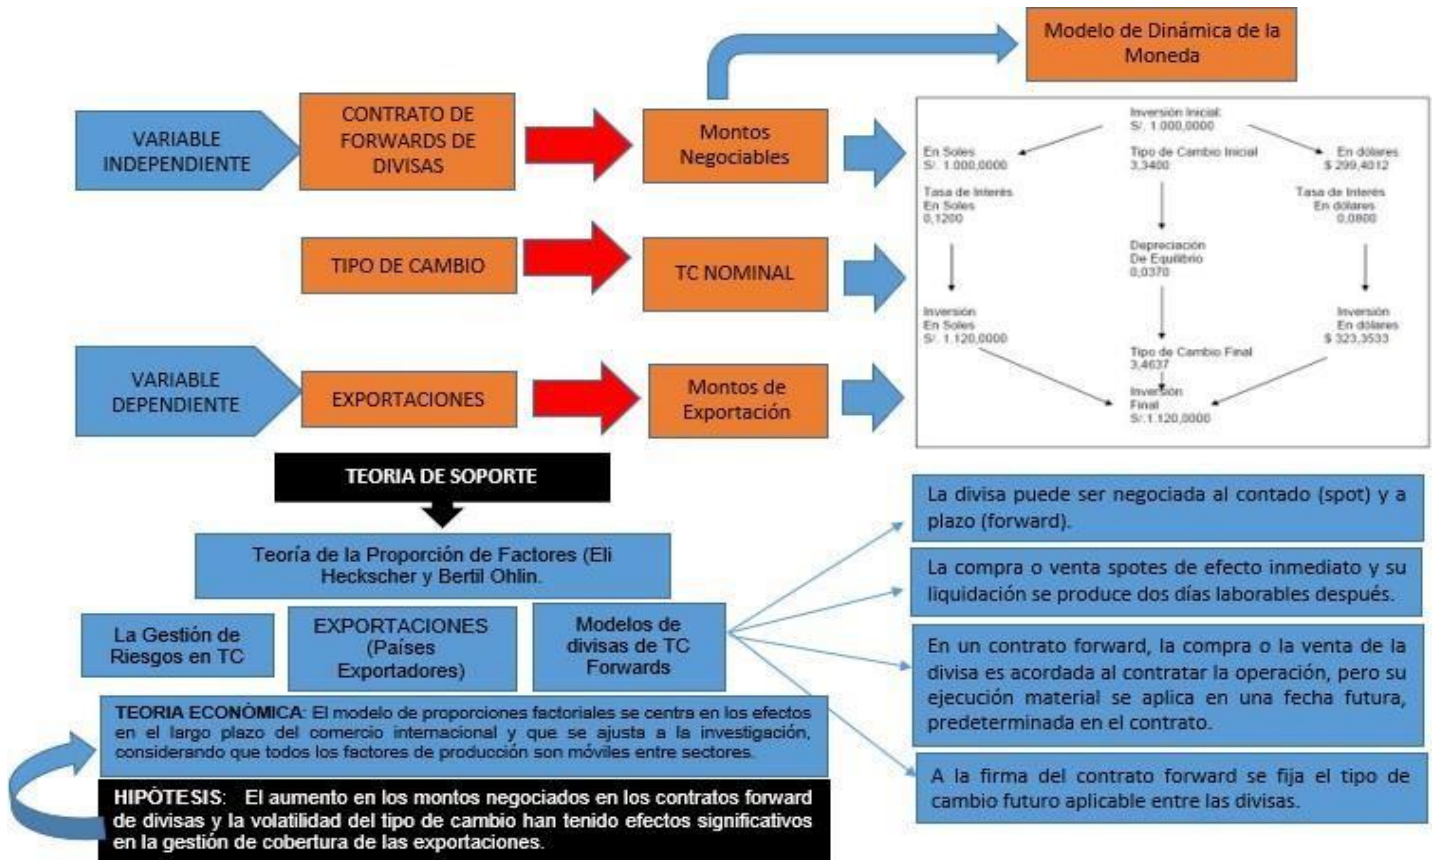 Modelo de Dinámica de la
Moneda
VARIABLE
INDEPENDIENTE
CONTRATO DE
FORWARDS DE
DIVISAS
Montos
Negociables
TIPO DE CAMBIO
TC NOMINAL
VARIABLE
DEPENDIENTE
EXPORTACIONES
Montos de
Exportación
Inversión Inicial:
S/. 1.000,0000
En Soles
S/. 1.000,0000
Tipo de Cambio Inicial
3,3400
En dólares
$ 299,4012
Tasa de Interés
En Soles
0,1200
Tasa de Interés
En dólares
0,0800
Depreciación
De Equilibrio
0,0370
Inversión
En Soles
S/. 1.120,0000
Inversión
En dólares
$ 323,3533
Tipo de Cambio Final
3,4637
Inversión
Final
S/.1.120,0000
TEORIA DE SOPORTE
Teoría de la Proporción de Factores (Eli
Heckscher y Bertil Ohlin.
La Gestión de
Riesgos en TC
EXPORTACIONES
(Países
Exportadores)
Modelos de
divisas de TC
Forwards
TEORIA ECONÒMICA: El modelo de proporciones factoriales se centra en los efectos
en el largo plazo del comercio internacional y que se ajusta a la investigación,
considerando que todos los factores de producción son móviles entre sectores.
HIPÒTESIS: El aumento en los montos negociados en los contratos forward
de divisas y la volatilidad del tipo de cambio han tenido efectos significativos
en la gestión de cobertura de las exportaciones.
La divisa puede ser negociada al contado (spot) y a
plazo (forward).
La compra o venta spotes de efecto inmediato y su
liquidación se produce dos días laborables después.
En un contrato forward, la compra o la venta de la
divisa es acordada al contratar la operación, pero su
ejecución material se aplica en una fecha futura,
predeterminada en el contrato.
A la firma del contrato forward se fija el tipo de
cambio futuro aplicable entre las divisas.